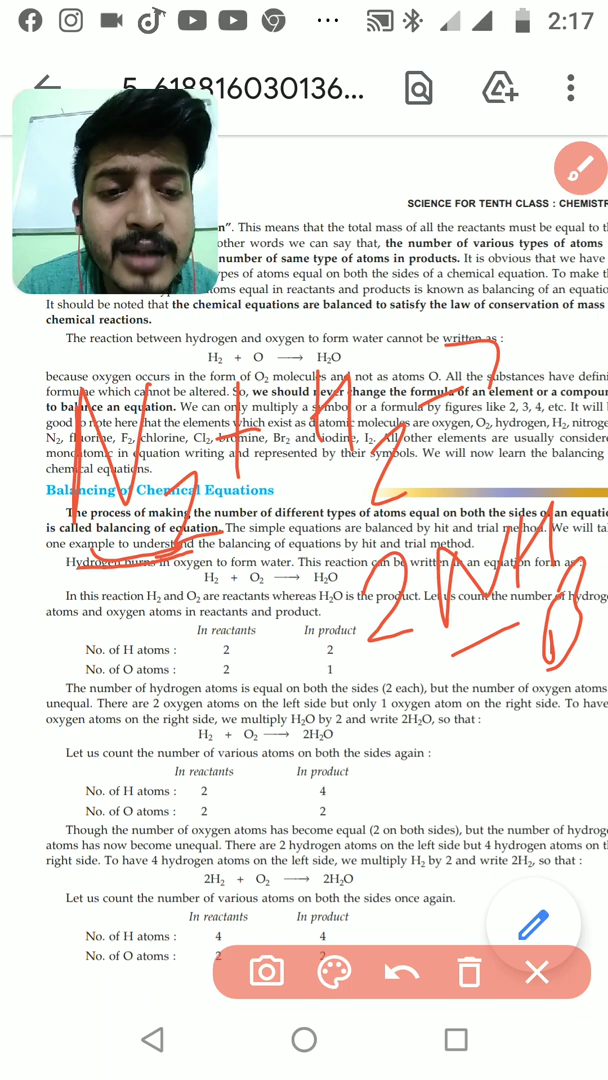 2:17
5_618816030136...
SCIENCE FOR TENTH CLASS : CHEMISTR
n". This means that the total mass of all the reactants must be equal to t
other words we can say that, the number of various types of atoms
number of same type of atoms in products. It is obvious that we have
ypes of atoms equal on both the sides of a chemical equation. To make t
oms equal in reactants and products is known as balancing of an equatio
It should be noted that the chemical equations are balanced to satisfy the law of conservation of mass
chemical reactions.
The reaction between hydrogen and oxygen to form water cannot be written as :
H₂ + O ⟶ H₂O
because oxygen occurs in the form of O₂ molecules and not as atoms O. All the substances have defini
formulae which cannot be altered. So, we should never change the formula of an element or a compou
to balance an equation. We can only multiply a symbol or a formula by figures like 2, 3, 4, etc. It will
good to note here that the elements which exist as diatomic molecules are oxygen, O₂, hydrogen, H₂, nitroge
N₂, fluorine, F₂, chlorine, Cl₂, bromine, Br₂ and iodine, I₂. All other elements are usually consider
monoatomic in equation writing and represented by their symbols. We will now learn the balancing
chemical equations.
Balancing of Chemical Equations
The process of making the number of different types of atoms equal on both the sides of an equati
is called balancing of equation. The simple equations are balanced by hit and trial method. We will ta
one example to understand the balancing of equations by hit and trial method.
Hydrogen burns in oxygen to form water. This reaction can be written in an equation form as :
H₂ + O₂ ⟶ H₂O
In this reaction H₂ and O₂ are reactants whereas H₂O is the product. Let us count the number of hydrog
atoms and oxygen atoms in reactants and product.
In reactants In product
No. of H atoms : 2 2
No. of O atoms : 2 1
The number of hydrogen atoms is equal on both the sides (2 each), but the number of oxygen atoms
unequal. There are 2 oxygen atoms on the left side but only 1 oxygen atom on the right side. To have
oxygen atoms on the right side, we multiply H₂O by 2 and write 2H₂O, so that :
H₂ + O₂ ⟶ 2H₂O
Let us count the number of various atoms on both the sides again :
In reactants In product
No. of H atoms : 2 4
No. of O atoms : 2 2
Though the number of oxygen atoms has become equal (2 on both sides), but the number of hydrog
atoms has now become unequal. There are 2 hydrogen atoms on the left side but 4 hydrogen atoms on t
right side. To have 4 hydrogen atoms on the left side, we multiply H₂ by 2 and write 2H₂, so that :
2H₂ + O₂ ⟶ 2H₂O
Let us count the number of various atoms on both the sides once again.
In reactants In product
No. of H atoms : 4 4
No. of O atoms : 2 2
N₂ + H₂
2NH₃